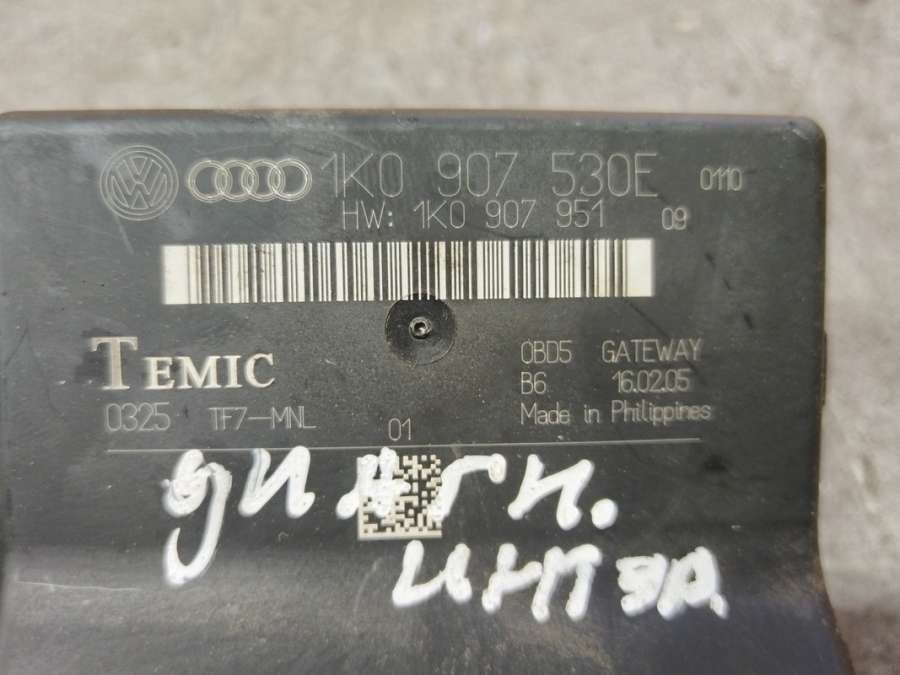 1K0 907 530E 0110
HW: 1K0 907 951 09
TEMIC
0BD5 GATEWAY
B6 16.02.05
0325 TF7-MNL
Made in Philippines
01